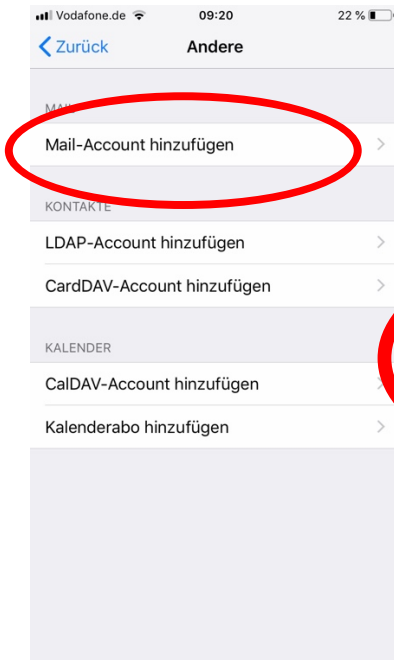 Vodafone.de 09:20 22 %
Zurück Andere
MAIL
Mail-Account hinzufügen
KONTAKTE
LDAP-Account hinzufügen
CardDAV-Account hinzufügen
KALENDER
CalDAV-Account hinzufügen
Kalenderabo hinzufügen